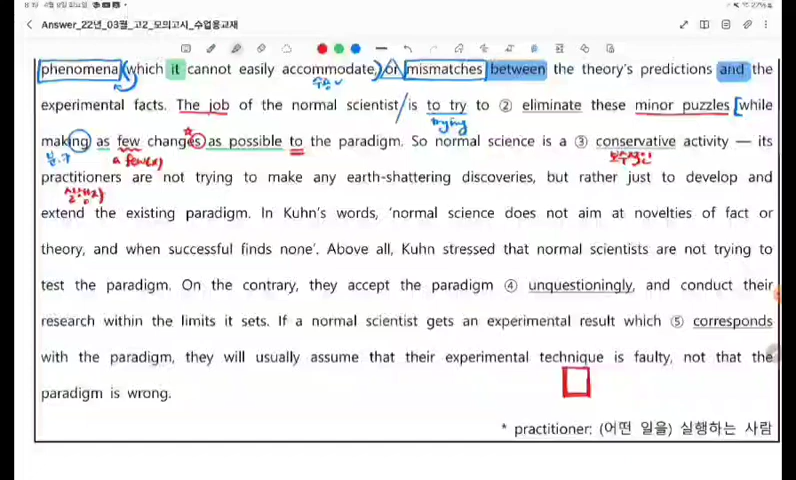 Answer_22년_03월_고2_모의고사_수업용교재
phenomena (which it cannot easily accommodate,) or mismatches between the theory's predictions and the
수용
experimental facts. The job of the normal scientist/is to try to ② eliminate these minor puzzles [while
trying
making as few changes as possible to the paradigm. So normal science is a ③ conservative activity — its
분.구 a few(x) 보수적인
practitioners are not trying to make any earth-shattering discoveries, but rather just to develop and
실행자
extend the existing paradigm. In Kuhn's words, 'normal science does not aim at novelties of fact or
theory, and when successful finds none'. Above all, Kuhn stressed that normal scientists are not trying to
test the paradigm. On the contrary, they accept the paradigm ④ unquestioningly, and conduct their
research within the limits it sets. If a normal scientist gets an experimental result which ⑤ corresponds
with the paradigm, they will usually assume that their experimental technique is faulty, not that the
paradigm is wrong.
* practitioner: (어떤 일을) 실행하는 사람